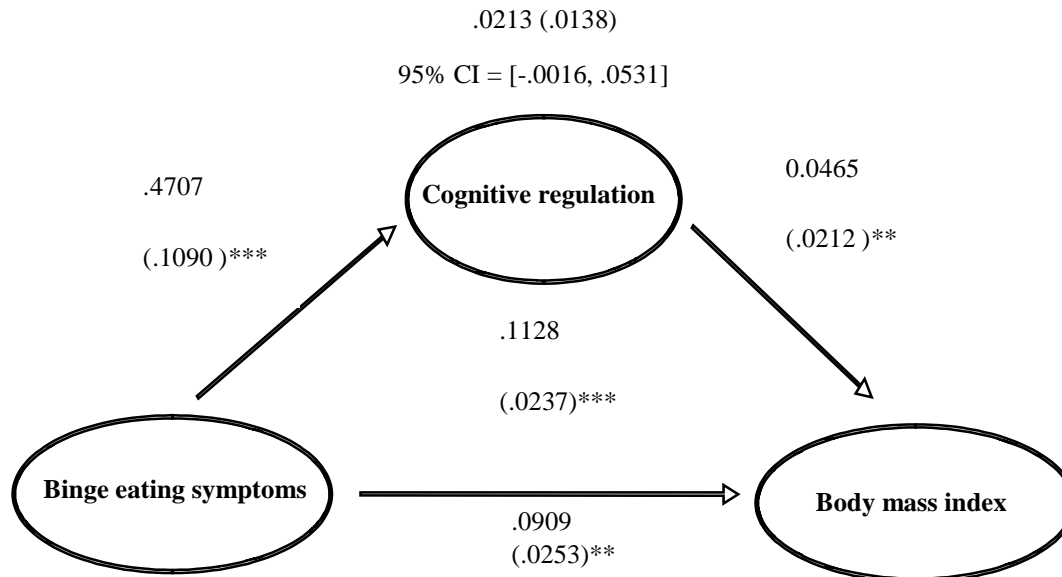 .0213 (.0138)
95% CI = [-.0016, .0531]
.4707
(.1090 )***
Cognitive regulation
0.0465
(.0212 )**
.1128
(.0237)***
Binge eating symptoms
Body mass index
.0909
(.0253)**